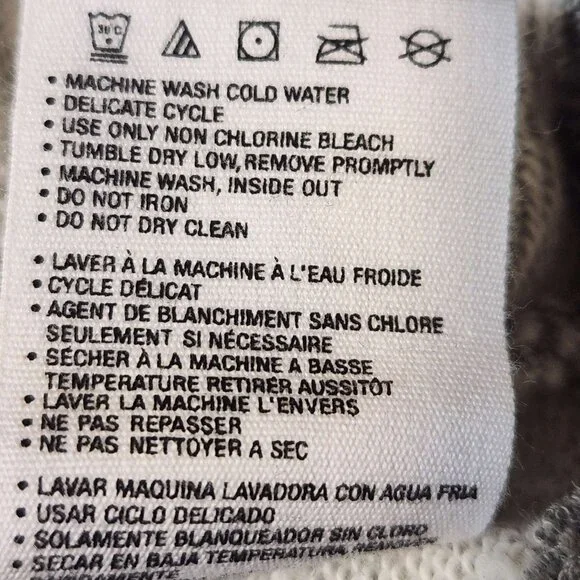 30°C
• MACHINE WASH COLD WATER
• DELICATE CYCLE
• USE ONLY NON CHLORINE BLEACH
• TUMBLE DRY LOW, REMOVE PROMPTLY
• MACHINE WASH, INSIDE OUT
• DO NOT IRON
• DO NOT DRY CLEAN
• LAVER À LA MACHINE À L'EAU FROIDE
• CYCLE DÉLICAT
• AGENT DE BLANCHIMENT SANS CHLORE
SEULEMENT SI NÉCESSAIRE
• SÉCHER À LA MACHINE A BASSE
TEMPERATURE RETIRER AUSSITÔT
• LAVER LA MACHINE L'ENVERS
• NE PAS REPASSER
• NE PAS NETTOYER A SEC
• LAVAR MAQUINA LAVADORA CON AGUA FRIA
• USAR CICLO DELICADO
• SOLAMENTE BLANQUEADOR SIN CLORO
• SECAR EN BAJA TEMPERATURA